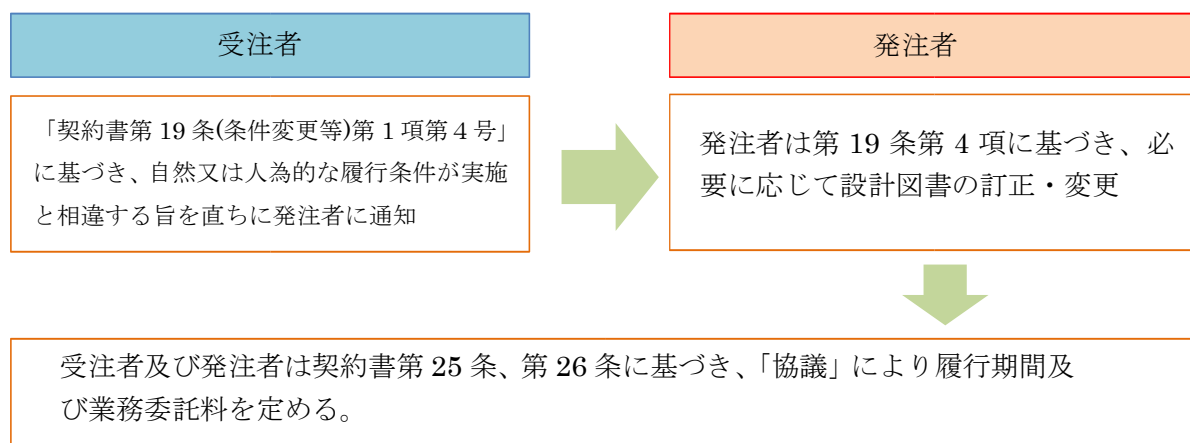 受注者
発注者
「契約書第 19 条(条件変更等)第 1 項第 4 号」
に基づき、自然又は人為的な履行条件が実施
と相違する旨を直ちに発注者に通知
発注者は第 19 条第 4 項に基づき、必
要に応じて設計図書の訂正・変更
受注者及び発注者は契約書第 25 条、第 26 条に基づき、「協議」により履行期間及
び業務委託料を定める。